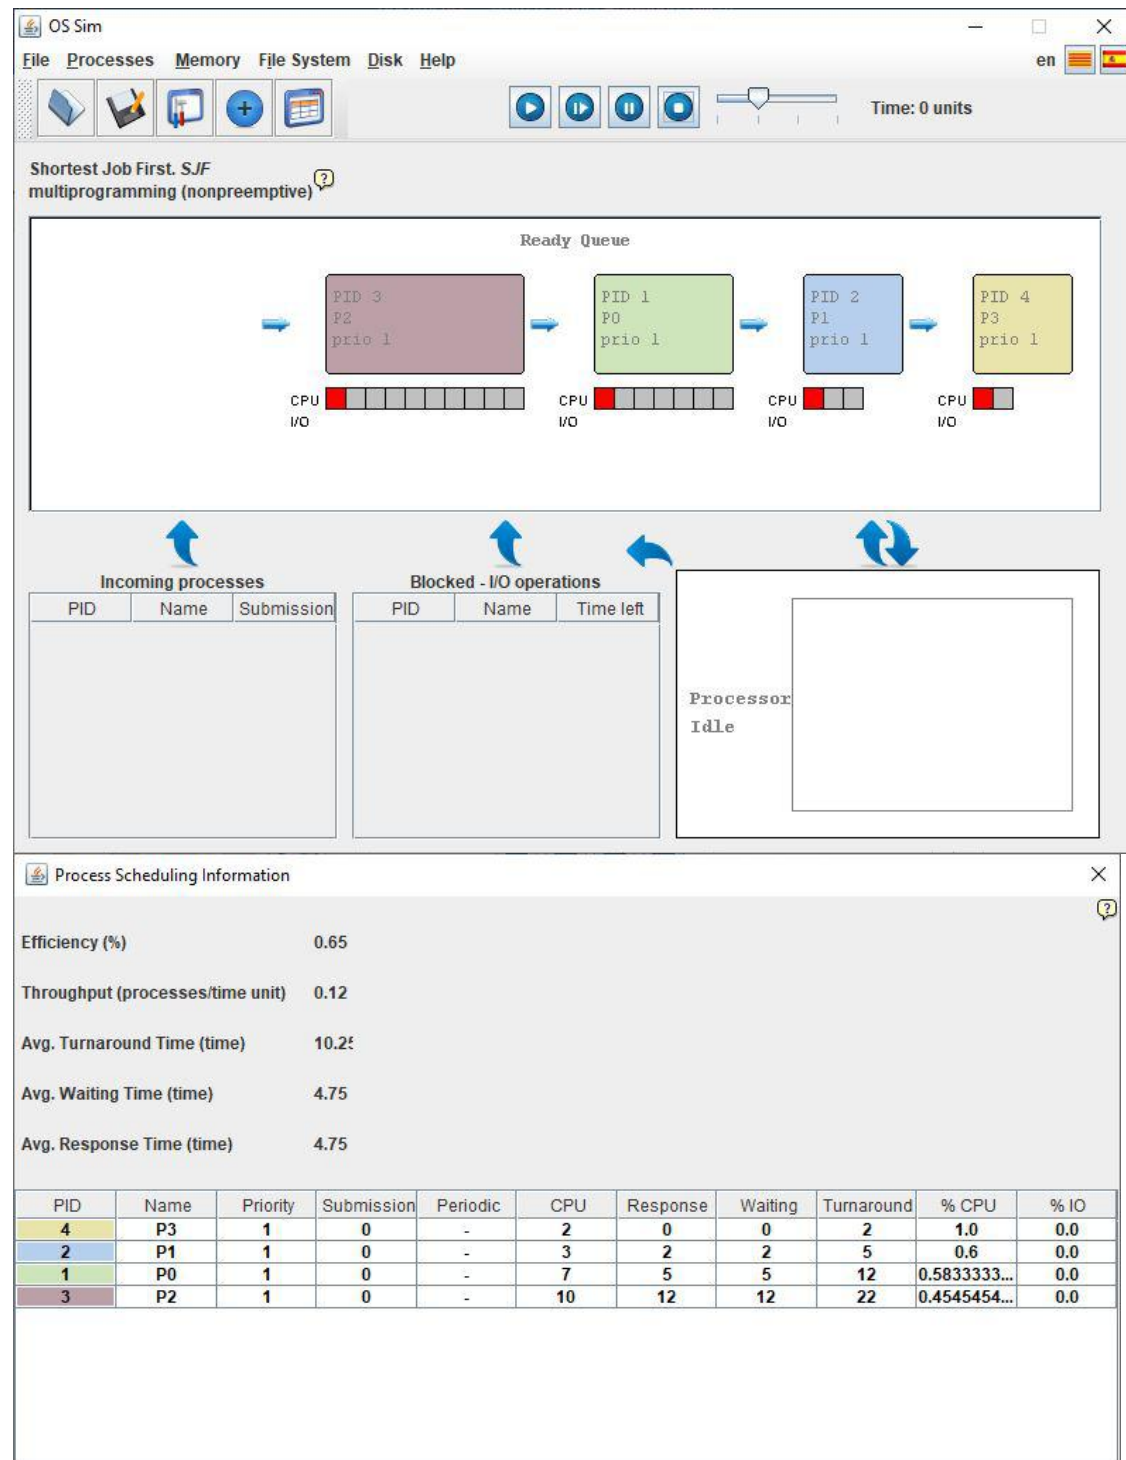 OS Sim
File Processes Memory File System Disk Help en
Time: 0 units
Shortest Job First. SJF
multiprogramming (nonpreemptive)
Ready Queue
PID 3 PID 1 PID 2 PID 4
P2 P0 P1 P3
prio 1 prio 1 prio 1 prio 1
CPU CPU CPU CPU
I/O I/O I/O I/O
Incoming processes Blocked - I/O operations
PID Name Submission PID Name Time left
Processor
Idle
Process Scheduling Information
Efficiency (%) 0.65
Throughput (processes/time unit) 0.12
Avg. Turnaround Time (time) 10.25
Avg. Waiting Time (time) 4.75
Avg. Response Time (time) 4.75
PID Name Priority Submission Periodic CPU Response Waiting Turnaround % CPU % IO
4 P3 1 0 - 2 0 0 2 1.0 0.0
2 P1 1 0 - 3 2 2 5 0.6 0.0
1 P0 1 0 - 7 5 5 12 0.5833333... 0.0
3 P2 1 0 - 10 12 12 22 0.4545454... 0.0